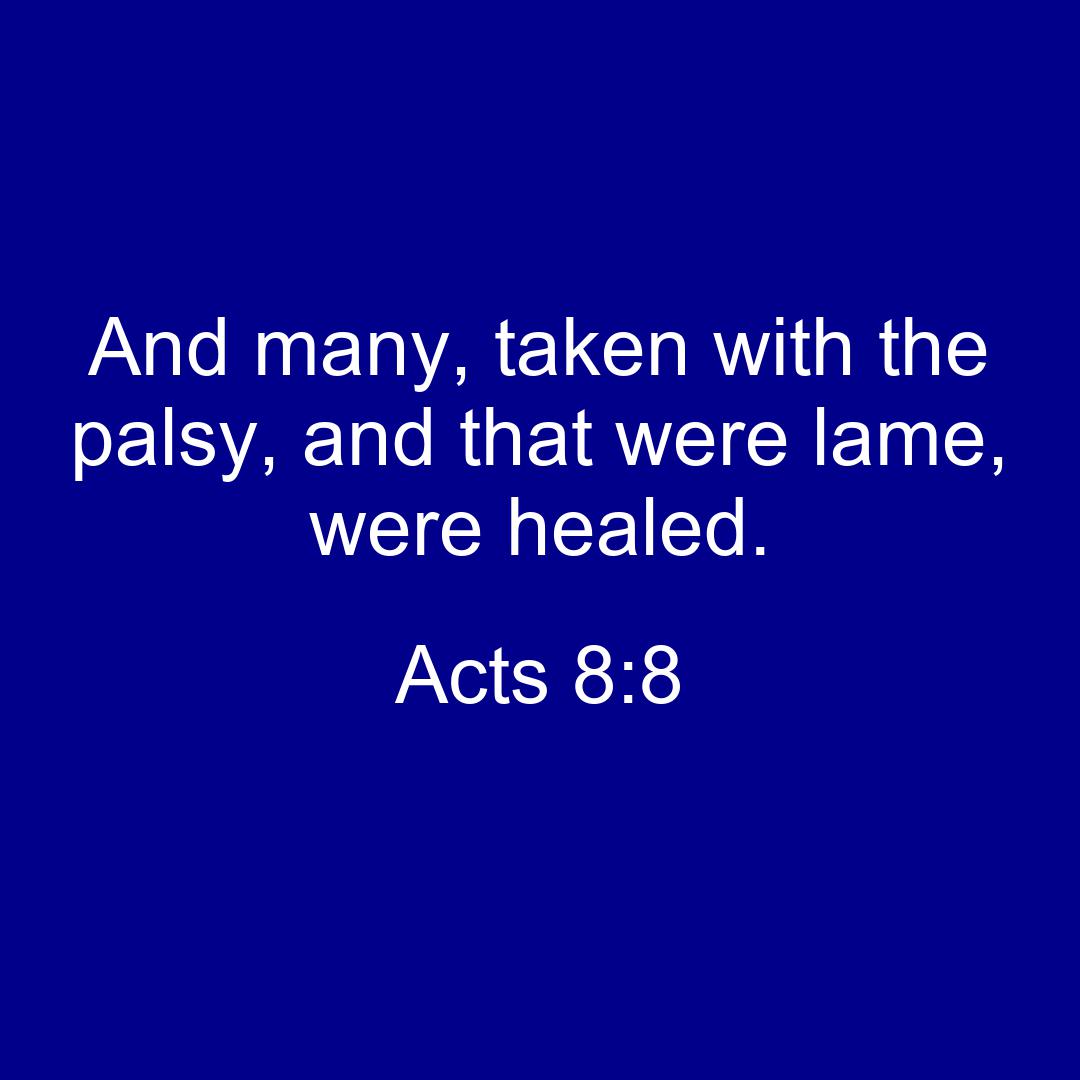 And many, taken with the
palsy, and that were lame,
were healed.
Acts 8:8